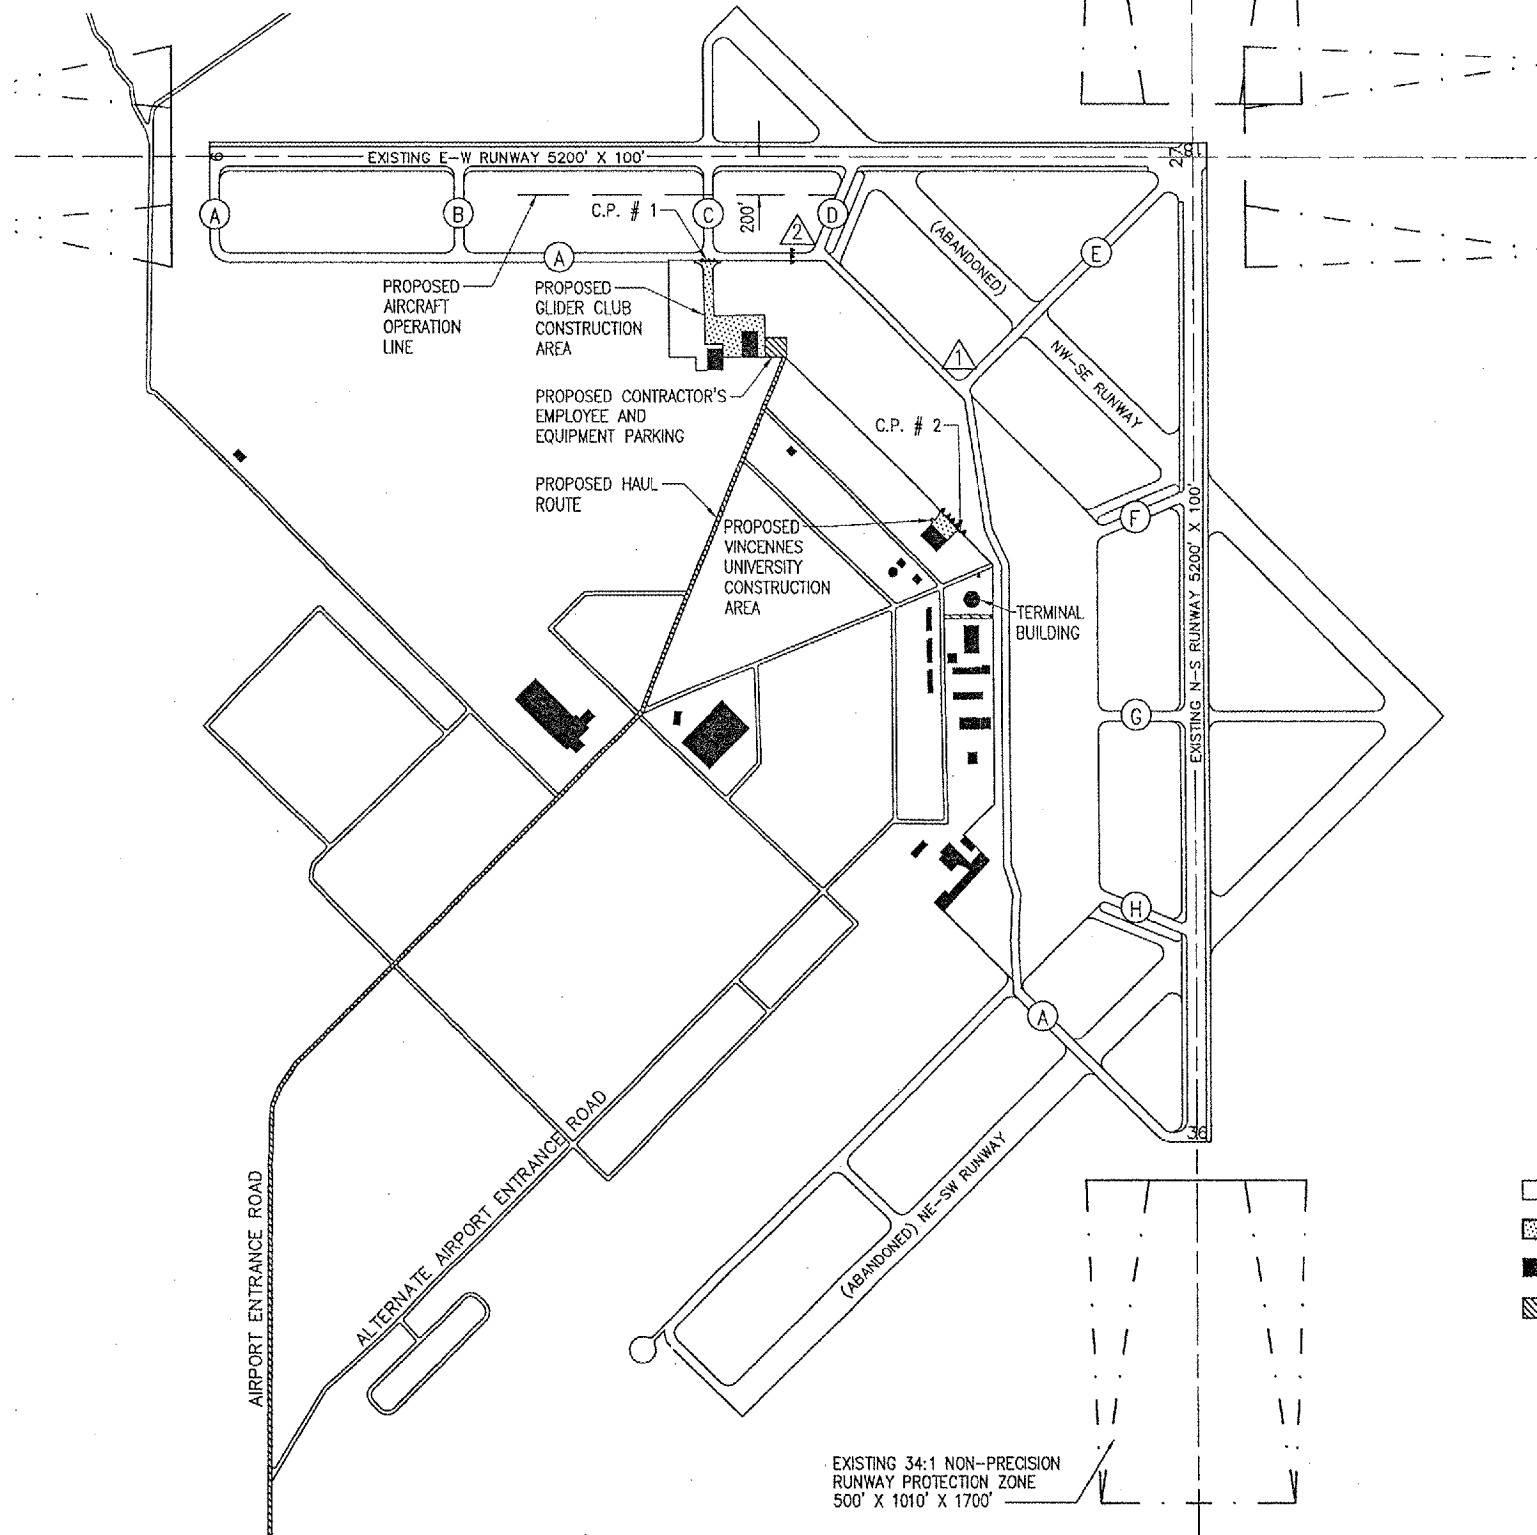 18
27
9
EXISTING E-W RUNWAY 5200' X 100'
A
B
C.P. # 1
C
200'
D
2
A
E
(ABANDONED)
NW-SE RUNWAY
PROPOSED
AIRCRAFT
OPERATION
LINE
PROPOSED
GLIDER CLUB
CONSTRUCTION
AREA
1
PROPOSED CONTRACTOR'S
EMPLOYEE AND
EQUIPMENT PARKING
C.P. # 2
PROPOSED HAUL
ROUTE
PROPOSED
VINCENNES
UNIVERSITY
CONSTRUCTION
AREA
F
TERMINAL
BUILDING
EXISTING N-S RUNWAY 5200' X 100'
G
H
A
36
AIRPORT ENTRANCE ROAD
ALTERNATE AIRPORT ENTRANCE ROAD
(ABANDONED) NE-SW RUNWAY
EXISTING 34:1 NON-PRECISION
RUNWAY PROTECTION ZONE
500' X 1010' X 1700'